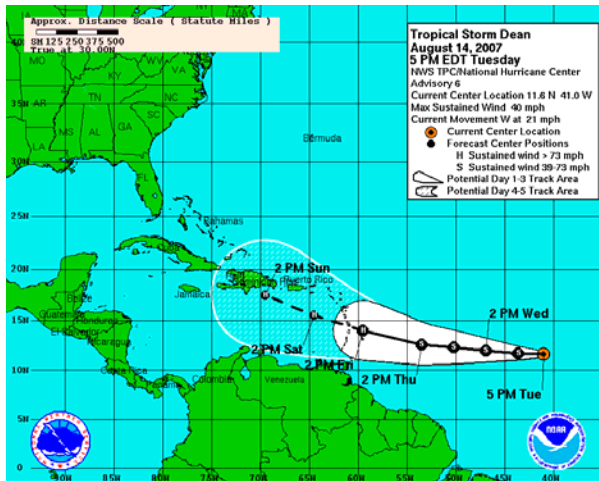 Approx. Distance Scale ( Statute Miles )
SM 125 250 375 500
True at 30.00N
Tropical Storm Dean
August 14, 2007
5 PM EDT Tuesday
NWS TPC/National Hurricane Center
Advisory 6
Current Center Location 11.6 N 41.0 W
Max Sustained Wind 40 mph
Current Movement W at 21 mph
Current Center Location
Forecast Center Positions
H Sustained wind > 73 mph
S Sustained wind 39-73 mph
Potential Day 1-3 Track Area
Potential Day 4-5 Track Area
MO
KY
VA
TN
NC
AR
SC
MS
AL
GA
LA
FL
35N
30N
25N
20N
15N
10N
5N
0
Bermuda
Bahamas
Cuba
Jamaica
Puerto Rico
Belize
Guatemala
Honduras
El Salvador
Nicaragua
Costa Rica
Panama
Colombia
Venezuela
2 PM Sun
2 PM Sat
2 PM Fri
2 PM Thu
2 PM Wed
5 PM Tue
H
H
H
S
S
S
S
90W
85W
80W
75W
70W
65W
60W
55W
50W
45W
40W
NOAA